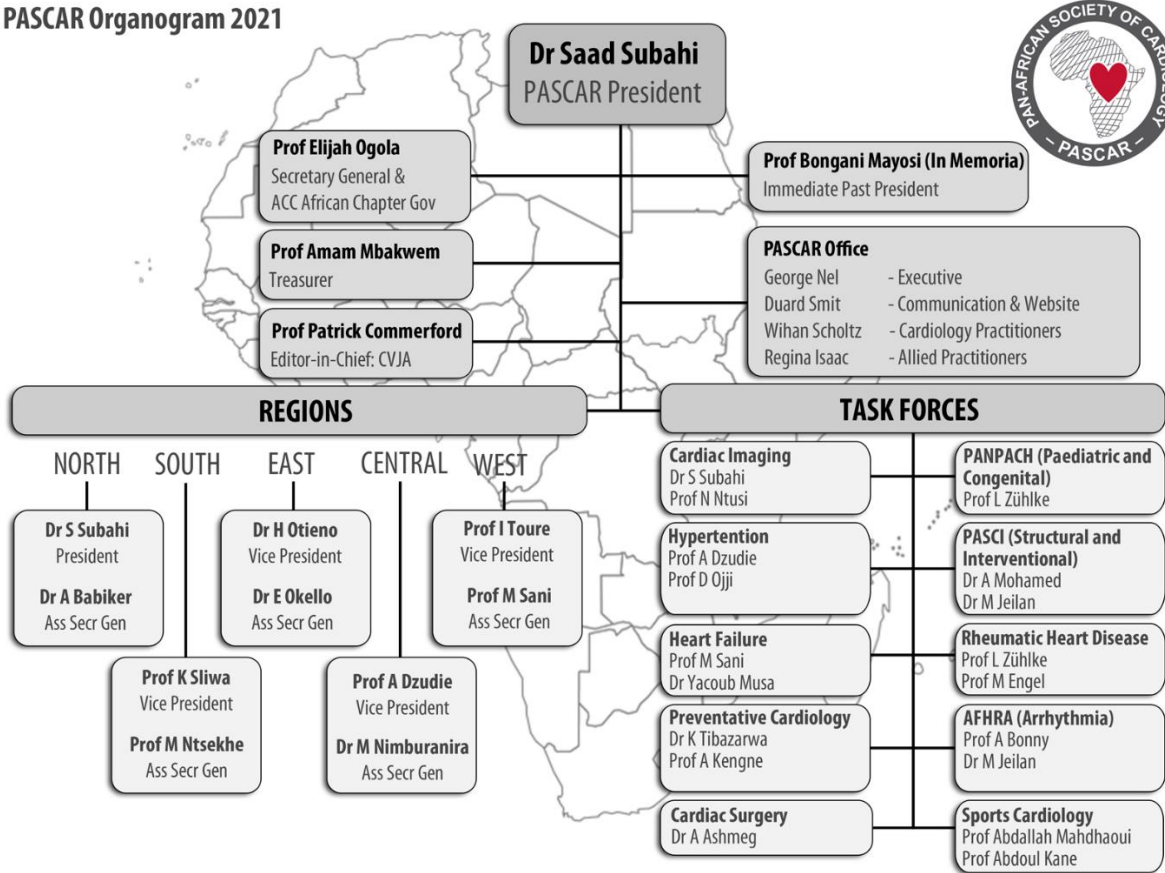 PASCAR Organogram 2021
PAN-AFRICAN SOCIETY OF CARDIOLOGY
– PASCAR –
Dr Saad Subahi
PASCAR President
Prof Elijah Ogola
Secretary General &
ACC African Chapter Gov
Prof Bongani Mayosi (In Memoria)
Immediate Past President
Prof Amam Mbakwem
Treasurer
PASCAR Office
George Nel - Executive
Duard Smit - Communication & Website
Wihan Scholtz - Cardiology Practitioners
Regina Isaac - Allied Practitioners
Prof Patrick Commerford
Editor-in-Chief: CVJA
REGIONS
NORTH SOUTH EAST CENTRAL WEST
Dr S Subahi
President
Dr A Babiker
Ass Secr Gen
Prof K Sliwa
Vice President
Prof M Ntsekhe
Ass Secr Gen
Dr H Otieno
Vice President
Dr E Okello
Ass Secr Gen
Prof A Dzudie
Vice President
Dr M Nimburanira
Ass Secr Gen
Prof I Toure
Vice President
Prof M Sani
Ass Secr Gen
TASK FORCES
Cardiac Imaging
Dr S Subahi
Prof N Ntusi
Hypertention
Prof A Dzudie
Prof D Ojji
Heart Failure
Prof M Sani
Dr Yacoub Musa
Preventative Cardiology
Dr K Tibazarwa
Prof A Kengne
Cardiac Surgery
Dr A Ashmeg
PANPACH (Paediatric and
Congenital)
Prof L Zühlke
PASCI (Structural and
Interventional)
Dr A Mohamed
Dr M Jeilan
Rheumatic Heart Disease
Prof L Zühlke
Prof M Engel
AFHRA (Arrhythmia)
Prof A Bonny
Dr M Jeilan
Sports Cardiology
Prof Abdallah Mahdhaoui
Prof Abdoul Kane